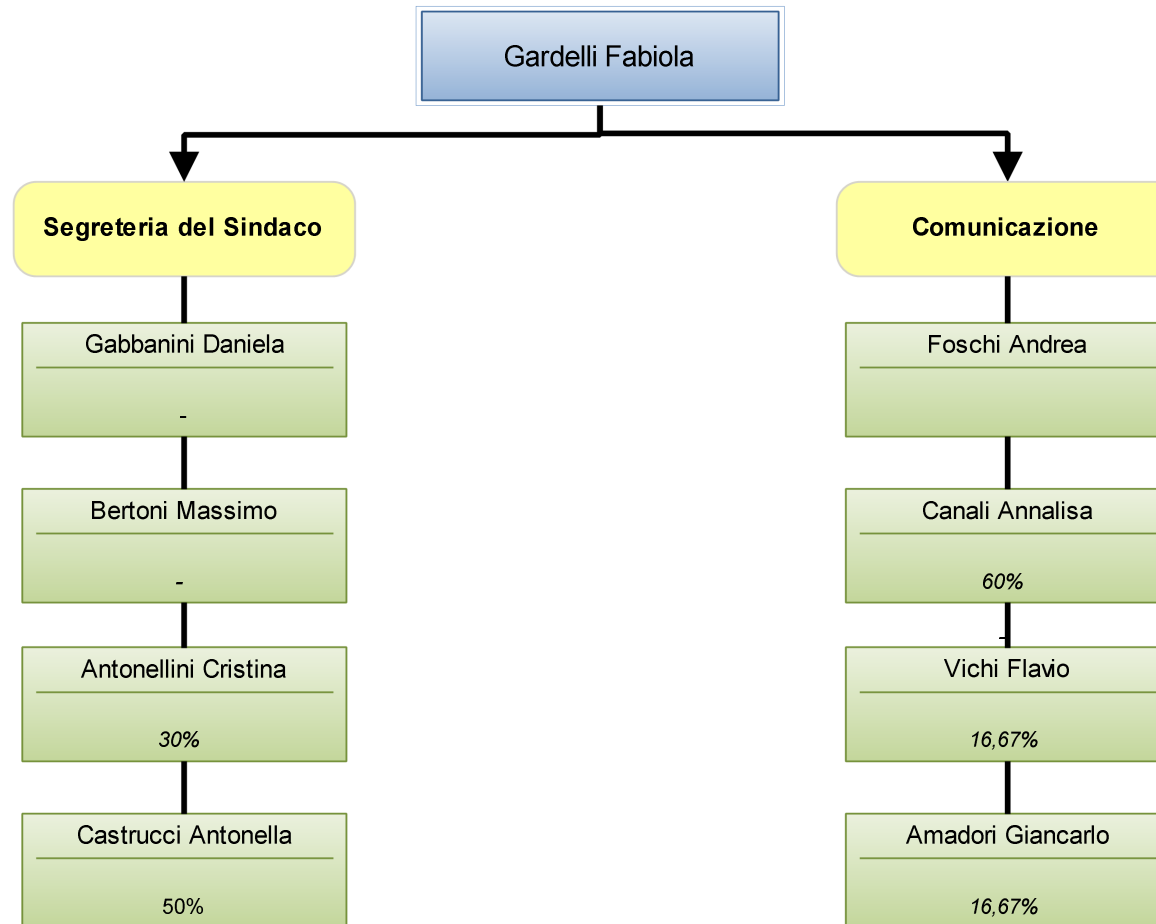 Gardelli Fabiola
Segreteria del Sindaco
Gabbanini Daniela
-
Bertoni Massimo
-
Antonellini Cristina
30%
Castrucci Antonella
50%
Comunicazione
Foschi Andrea
Canali Annalisa
60%
-
Vichi Flavio
16,67%
Amadori Giancarlo
16,67%